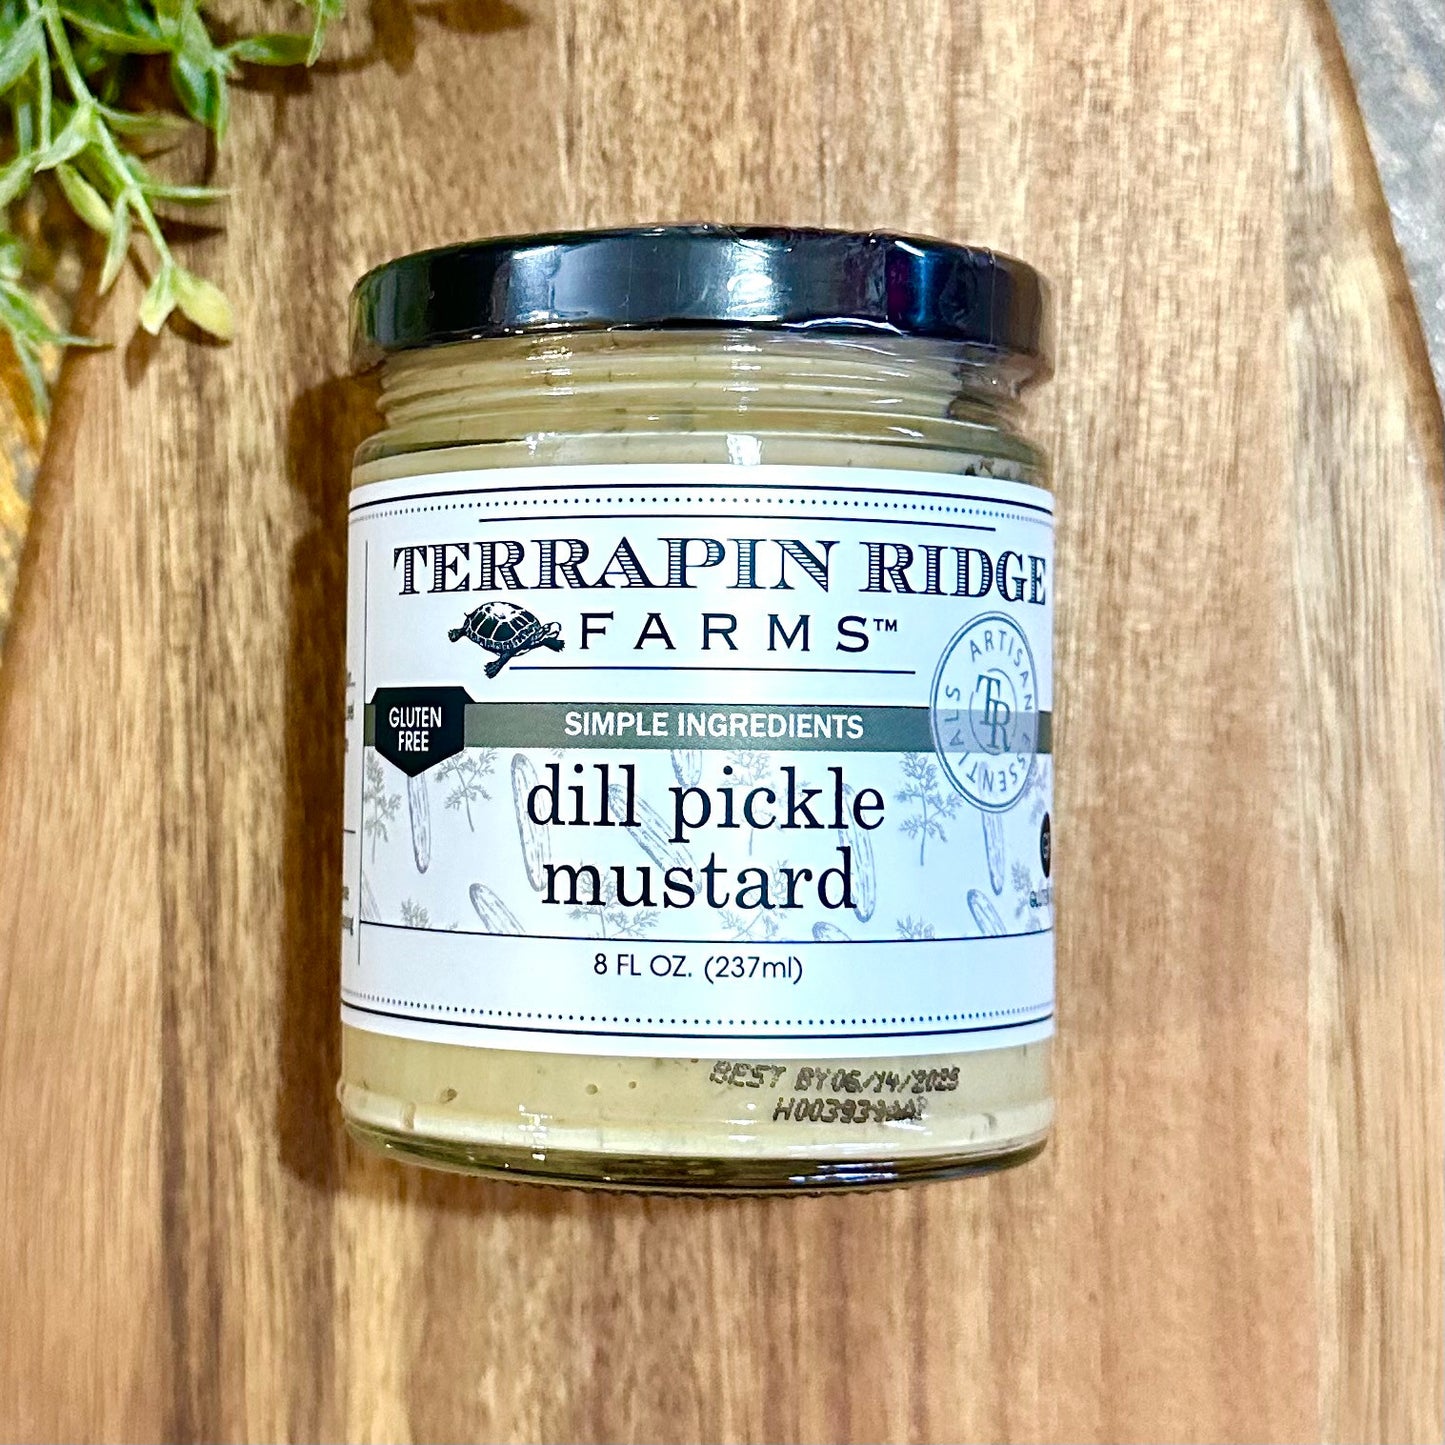 TERRAPIN RIDGE
FARMS™
ARTISAN ESSENTIALS
TR
GLUTEN
FREE
SIMPLE INGREDIENTS
dill pickle
mustard
8 FL OZ. (237ml)
BEST BY 06/14/2025